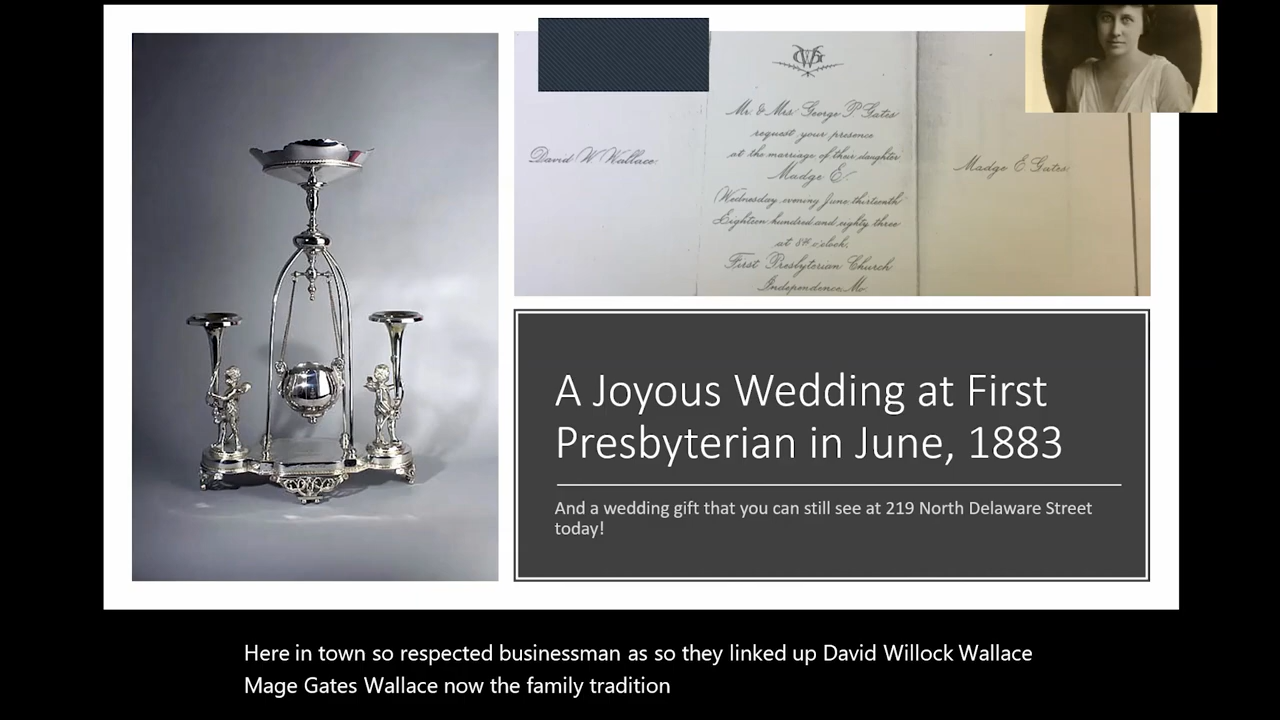 David W. Wallace
Mr. & Mrs. George P. Gates
request your presence
at the marriage of their daughter
Madge E.
Wednesday evening June thirteenth
Eighteen hundred and eighty three
at 8 o'clock.
First Presbyterian Church
Independence, Mo.
Madge E. Gates
A Joyous Wedding at First
Presbyterian in June, 1883
And a wedding gift that you can still see at 219 North Delaware Street
today!
Here in town so respected businessman as so they linked up David Willock Wallace
Mage Gates Wallace now the family tradition